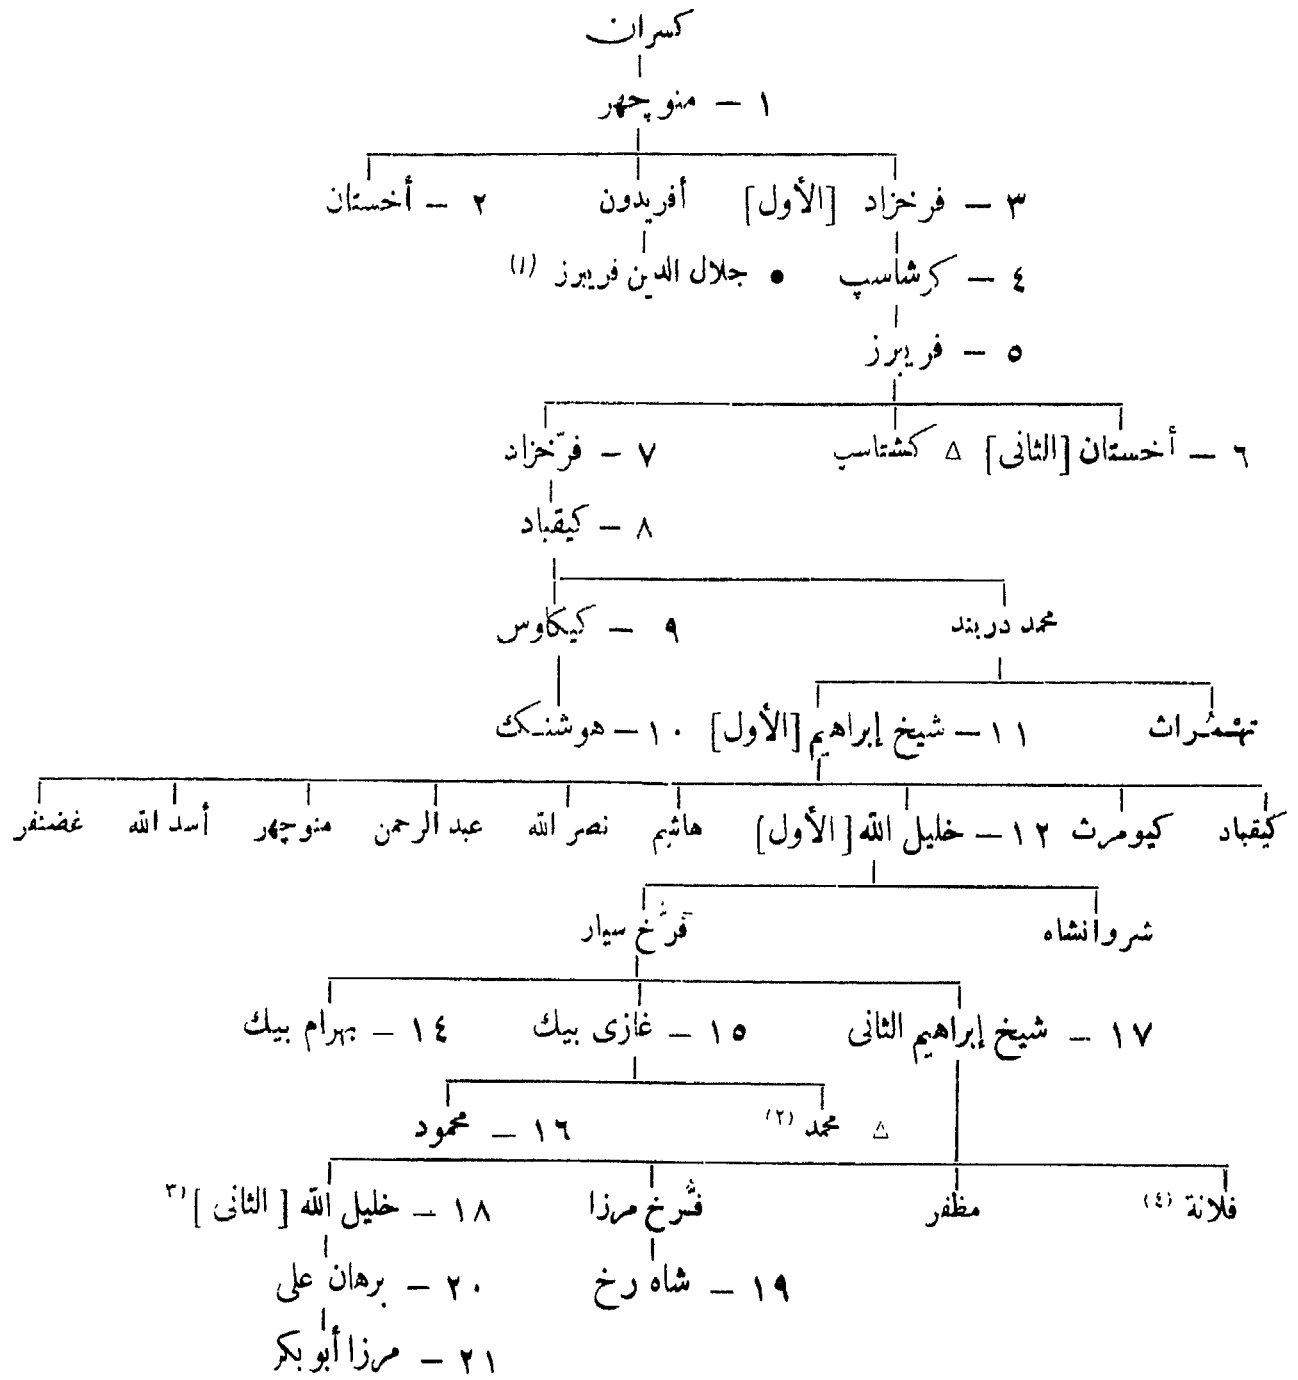 كسران
١ – منوچهر
٣ – فرخزاد [الأول] أفريدون ٢ – أخستان
٤ – كرشاسپ • جلال الدين فريبرز (١)
٥ – فريبرز
٦ – أخستان [الثانى] △ كشتاسب ٧ – فرّخزاد
٨ – كيقباد
محمد دربند ٩ – كيكاوس
تهْمُراث ١١ – شيخ إبراهيم [الأول] ١٠ – هوشنك
كيقباد كيومرث ١٢ – خليل الله [الأول] هاشم نصر الله عبد الرحمن منوچهر أسد الله غضنفر
شروانشاه فرّخ سيار
١٧ – شيخ إبراهيم الثانى ١٥ – غازى بيك ١٤ – بهرام بيك
△ محمد (٢) ١٦ – محمود
فلانة (٤) مظفر فرّخ مرزا ١٨ – خليل الله [الثانى] (٣
١٩ – شاه رخ ٢٠ – برهان على
٢١ – مرزا أبو بكر